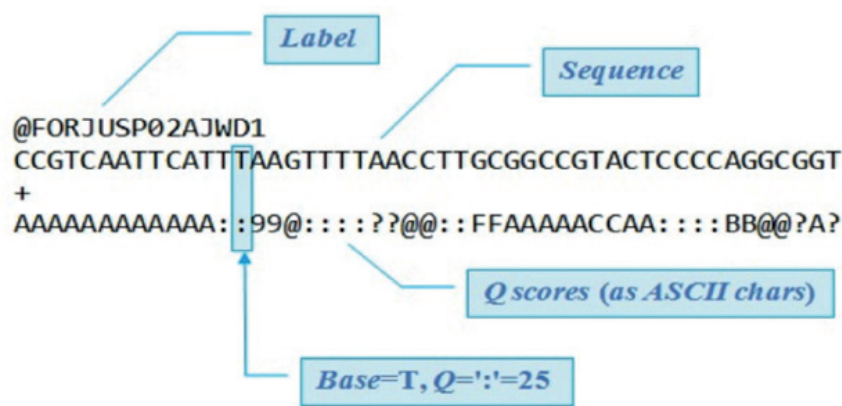 Label
Sequence
@FORJUSP02AJWD1
CCGTCAATTCATTTAAGTTTTAACCTTGCGGCCGTACTCCCCAGGCGGT
+
AAAAAAAAAAAA::99@::::??@@::FFAAAAACCAA::::BB@@?A?
Q scores (as ASCII chars)
Base=T, Q=':'=25